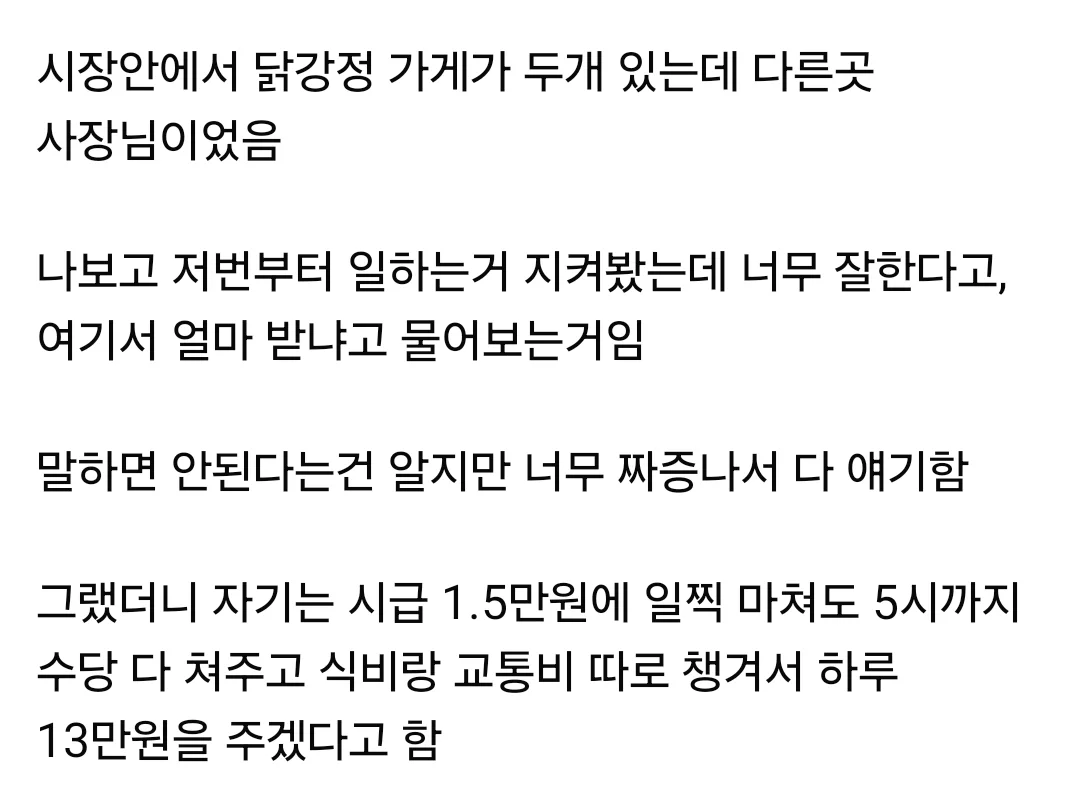 시장안에서 닭강정 가게가 두개 있는데 다른곳
사장님이었음
나보고 저번부터 일하는거 지켜봤는데 너무 잘한다고,
여기서 얼마 받냐고 물어보는거임
말하면 안된다는건 알지만 너무 짜증나서 다 얘기함
그랬더니 자기는 시급 1.5만원에 일찍 마쳐도 5시까지
수당 다 쳐주고 식비랑 교통비 따로 챙겨서 하루
13만원을 주겠다고 함